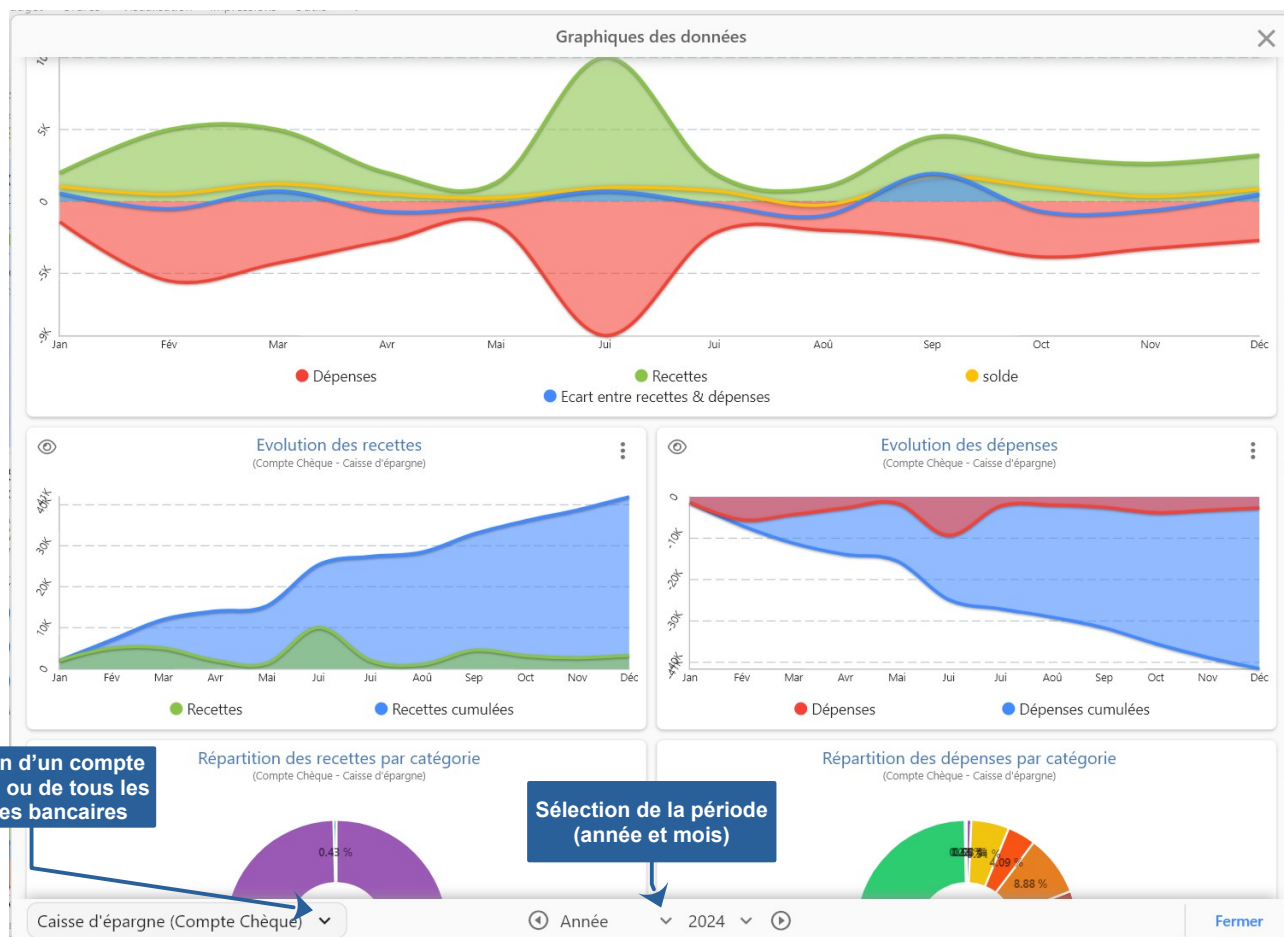 Graphiques des données
5K
0
-5K
-9K
Jan Fév Mar Avr Mai Jui Jui Aoû Sep Oct Nov Déc
Dépenses Recettes solde
Ecart entre recettes & dépenses
Evolution des recettes
(Compte Chèque - Caisse d'épargne)
30K
20K
10K
0
Jan Fév Mar Avr Mai Jui Jui Aoû Sep Oct Nov Déc
Recettes Recettes cumulées
Evolution des dépenses
(Compte Chèque - Caisse d'épargne)
0
-10K
-20K
-30K
Jan Fév Mar Avr Mai Jui Jui Aoû Sep Oct Nov Déc
Dépenses Dépenses cumulées
n d'un compte
ou de tous les
es bancaires
Répartition des recettes par catégorie
(Compte Chèque - Caisse d'épargne)
0.43 %
Sélection de la période
(année et mois)
Répartition des dépenses par catégorie
(Compte Chèque - Caisse d'épargne)
4.09 %
8.88 %
Caisse d'épargne (Compte Chèque)
Année 2024
Fermer